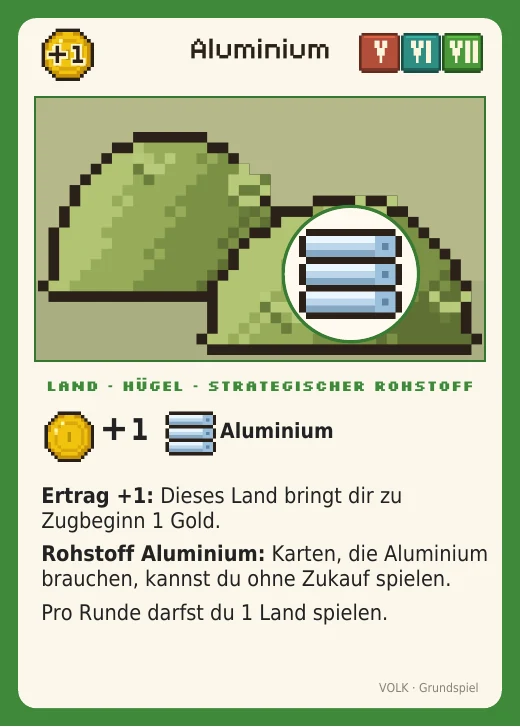 +1 Aluminium V VI VII
LAND - HÜGEL - STRATEGISCHER ROHSTOFF
+1 Aluminium
Ertrag +1: Dieses Land bringt dir zu
Zugbeginn 1 Gold.
Rohstoff Aluminium: Karten, die Aluminium
brauchen, kannst du ohne Zukauf spielen.
Pro Runde darfst du 1 Land spielen.
VOLK · Grundspiel